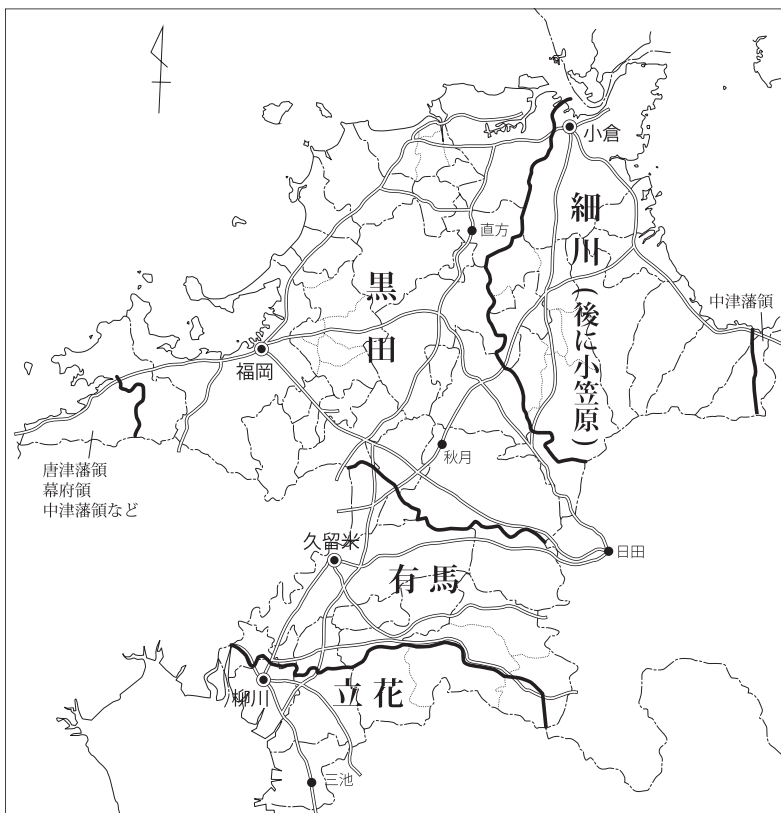 小倉
細川（後に小笠原）
直方
黒田
中津藩領
福岡
秋月
唐津藩領
幕府領
中津藩領など
久留米
日田
有馬
柳川
立花
三池